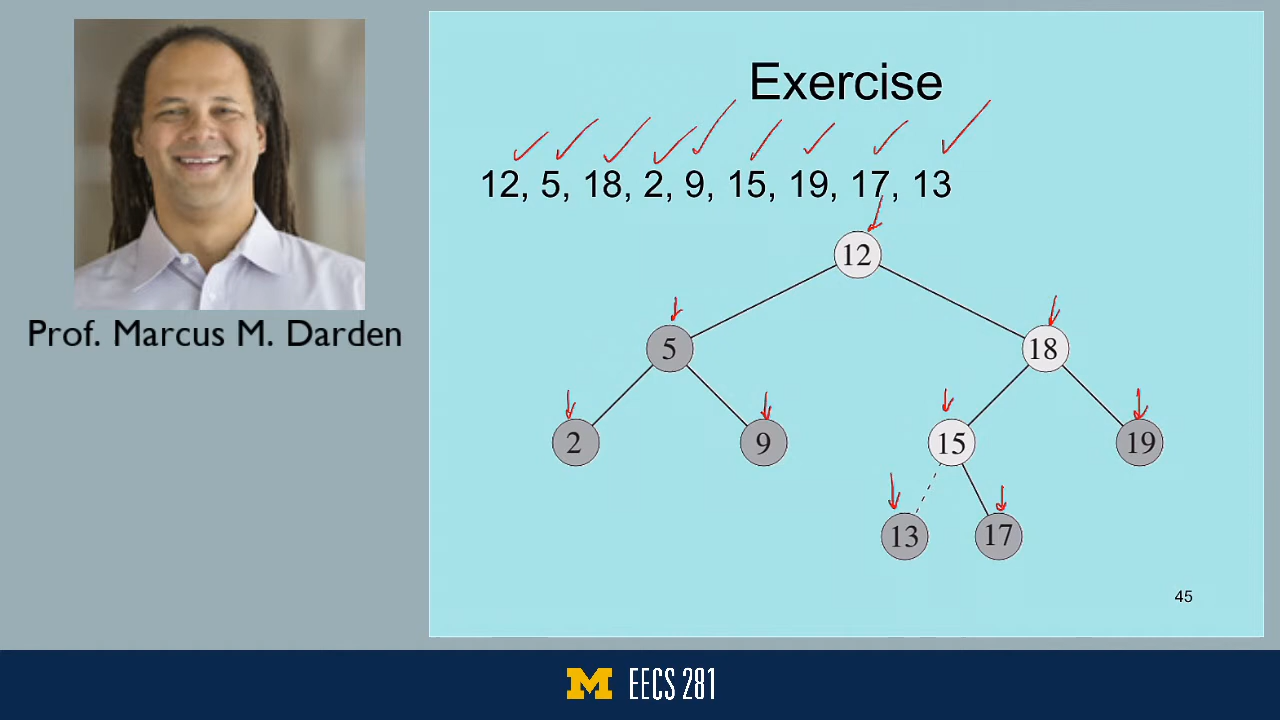 Exercise
12, 5, 18, 2, 9, 15, 19, 17, 13
12
5
18
2
9
15
19
13
17
45
Prof. Marcus M. Darden
M EECS 281